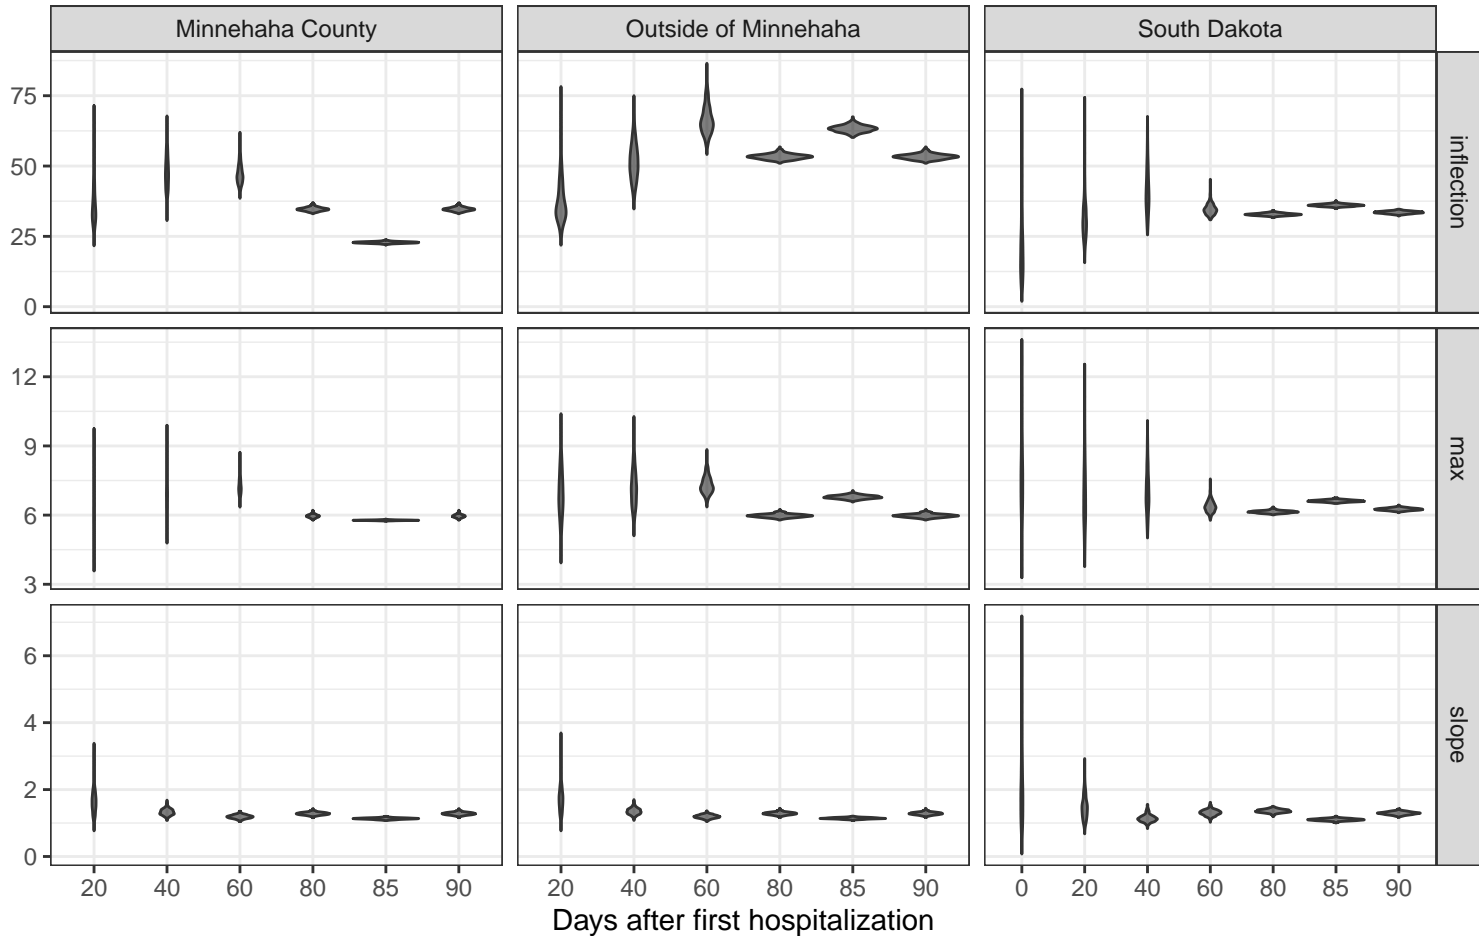 Minnehaha County Outside of Minnehaha South Dakota
75
50
25
0
inflection
12
9
6
3
max
6
4
2
0
slope
20 40 60 80 85 90 20 40 60 80 85 90 0 20 40 60 80 85 90
Days after first hospitalization